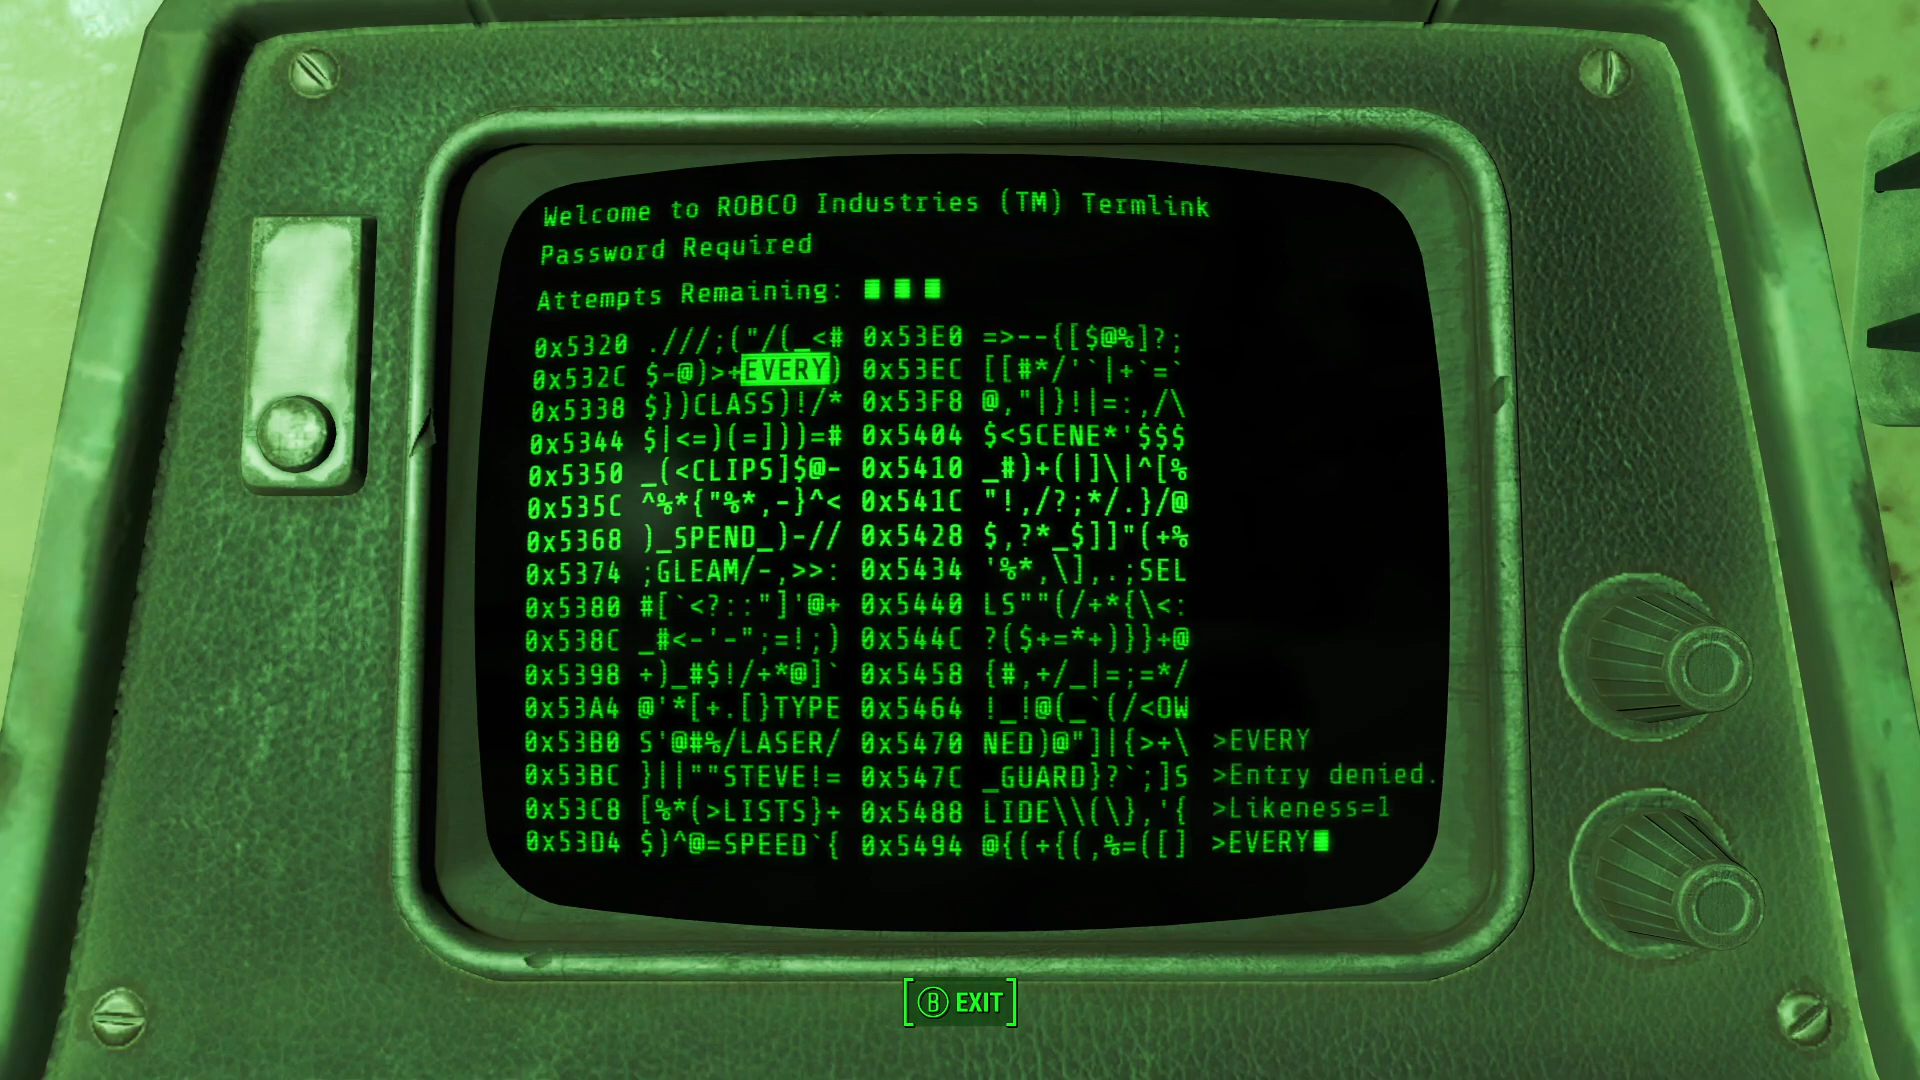 Welcome to ROBCO Industries (TM) Termlink
Password Required
Attempts Remaining: ■ ■ ■
0x5320 .///;("/(_<# 0x53E0 =>--{[$@%]?;
0x532C $-@)>+EVERY) 0x53EC [[#*/'``|+`=`
0x5338 $})CLASS)!/* 0x53F8 @,"|}!|=:,/\
0x5344 $|<=)(=]))=# 0x5404 $<SCENE*'$$$
0x5350 _(<CLIPS]$@- 0x5410 _#)+(|]\|^[%
0x535C ^%*{"%*,-}^< 0x541C "!,/?;*/.}/@
0x5368 )_SPEND_)-// 0x5428 $,?*_$]]"(+%
0x5374 ;GLEAM/-,>>: 0x5434 '%*,\],.;SEL
0x5380 #[`<?::"]'@+ 0x5440 LS""(/+*{\<:
0x538C _#<-'-";=!;) 0x544C ?($+=*+)}}+@
0x5398 +)_#$!/+*@]` 0x5458 {#,+/_|=;=*/
0x53A4 @'*[+.[}TYPE 0x5464 !_!@(_`(/<OW
0x53B0 S'@#%/LASER/ 0x5470 NED)@"]|{>+\ >EVERY
0x53BC }||""STEVE!= 0x547C _GUARD}?`;]S >Entry denied.
0x53C8 [%*(>LISTS}+ 0x5488 LIDE\\(\},'{ >Likeness=1
0x53D4 $)^@=SPEED`{ 0x5494 @{(+{(,%=([] >EVERY■
B EXIT